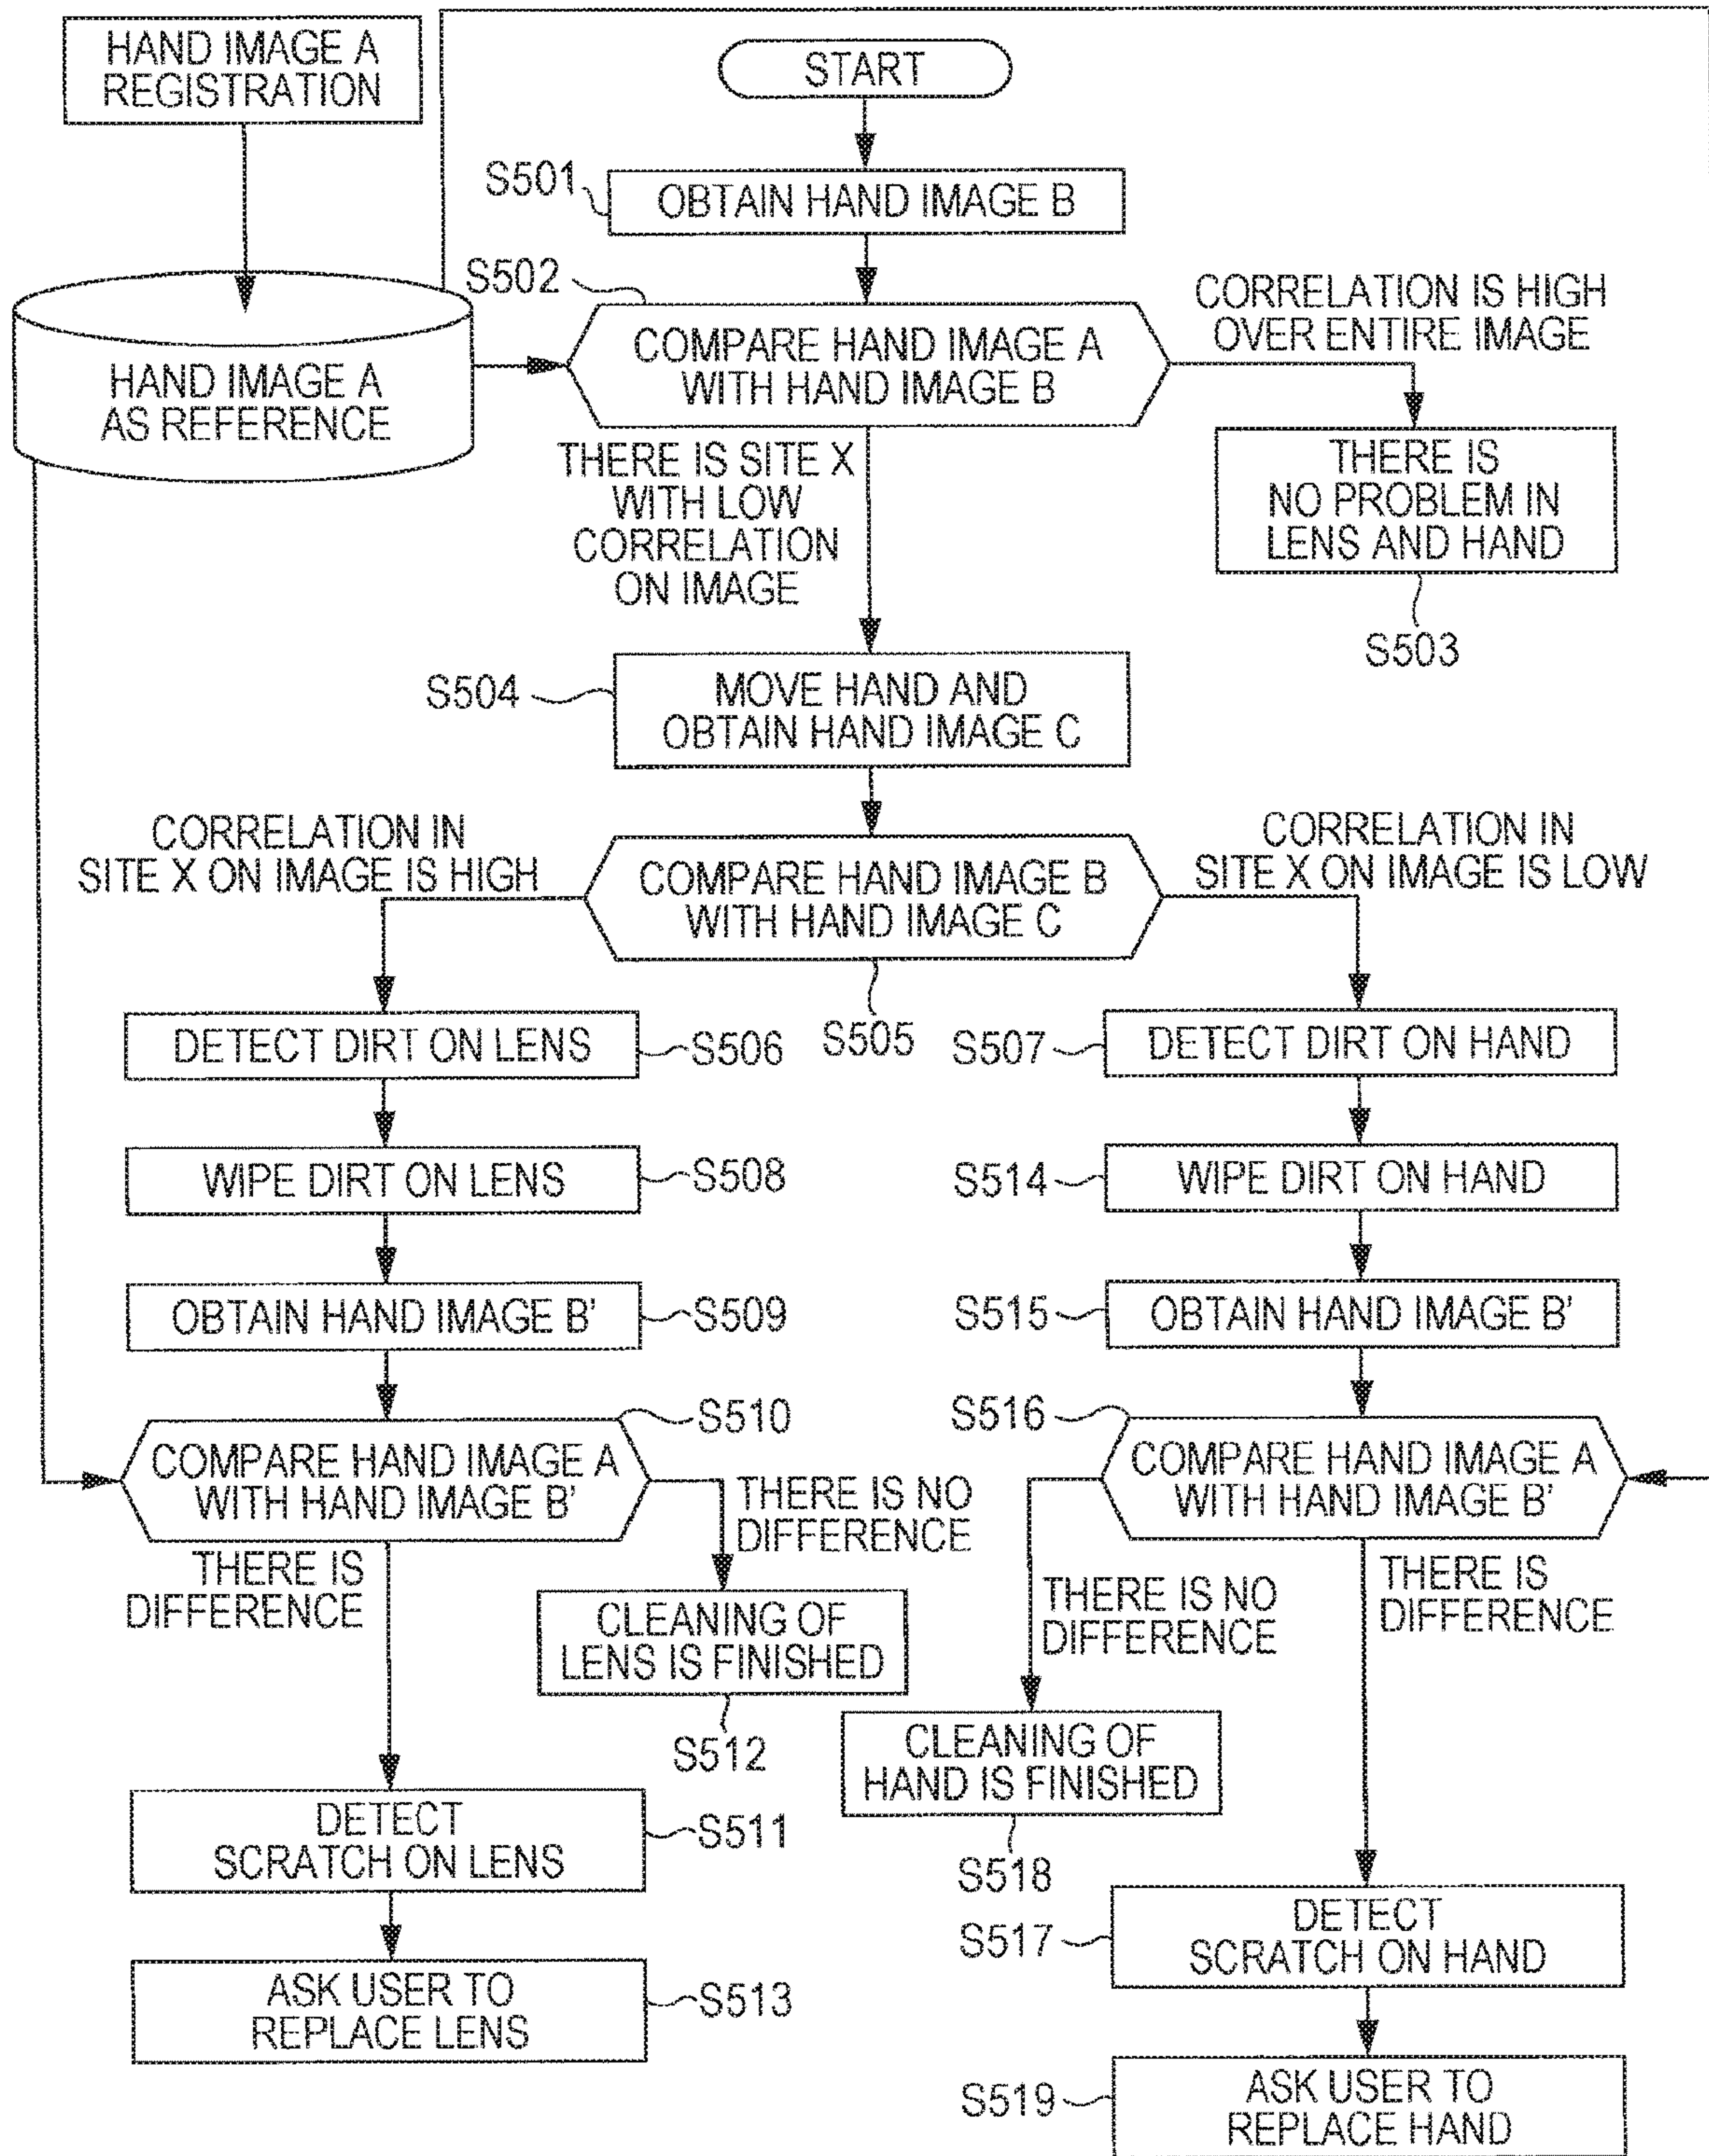 HAND IMAGE A
REGISTRATION
START
S501
OBTAIN HAND IMAGE B
S502
COMPARE HAND IMAGE A
WITH HAND IMAGE B
CORRELATION IS HIGH
OVER ENTIRE IMAGE
HAND IMAGE A
AS REFERENCE
THERE IS
NO PROBLEM IN
LENS AND HAND
S503
THERE IS SITE X
WITH LOW
CORRELATION
ON IMAGE
S504
MOVE HAND AND
OBTAIN HAND IMAGE C
CORRELATION IN
SITE X ON IMAGE IS HIGH
COMPARE HAND IMAGE B
WITH HAND IMAGE C
CORRELATION IN
SITE X ON IMAGE IS LOW
S505
DETECT DIRT ON LENS
S506
S507
DETECT DIRT ON HAND
WIPE DIRT ON LENS
S508
S514
WIPE DIRT ON HAND
OBTAIN HAND IMAGE B'
S509
S515
OBTAIN HAND IMAGE B'
S510
S516
COMPARE HAND IMAGE A
WITH HAND IMAGE B'
COMPARE HAND IMAGE A
WITH HAND IMAGE B'
THERE IS NO
DIFFERENCE
THERE IS
DIFFERENCE
THERE IS NO
DIFFERENCE
THERE IS
DIFFERENCE
CLEANING OF
LENS IS FINISHED
S512
CLEANING OF
HAND IS FINISHED
S518
DETECT
SCRATCH ON LENS
S511
S517
DETECT
SCRATCH ON HAND
ASK USER TO
REPLACE LENS
S513
S519
ASK USER TO
REPLACE HAND